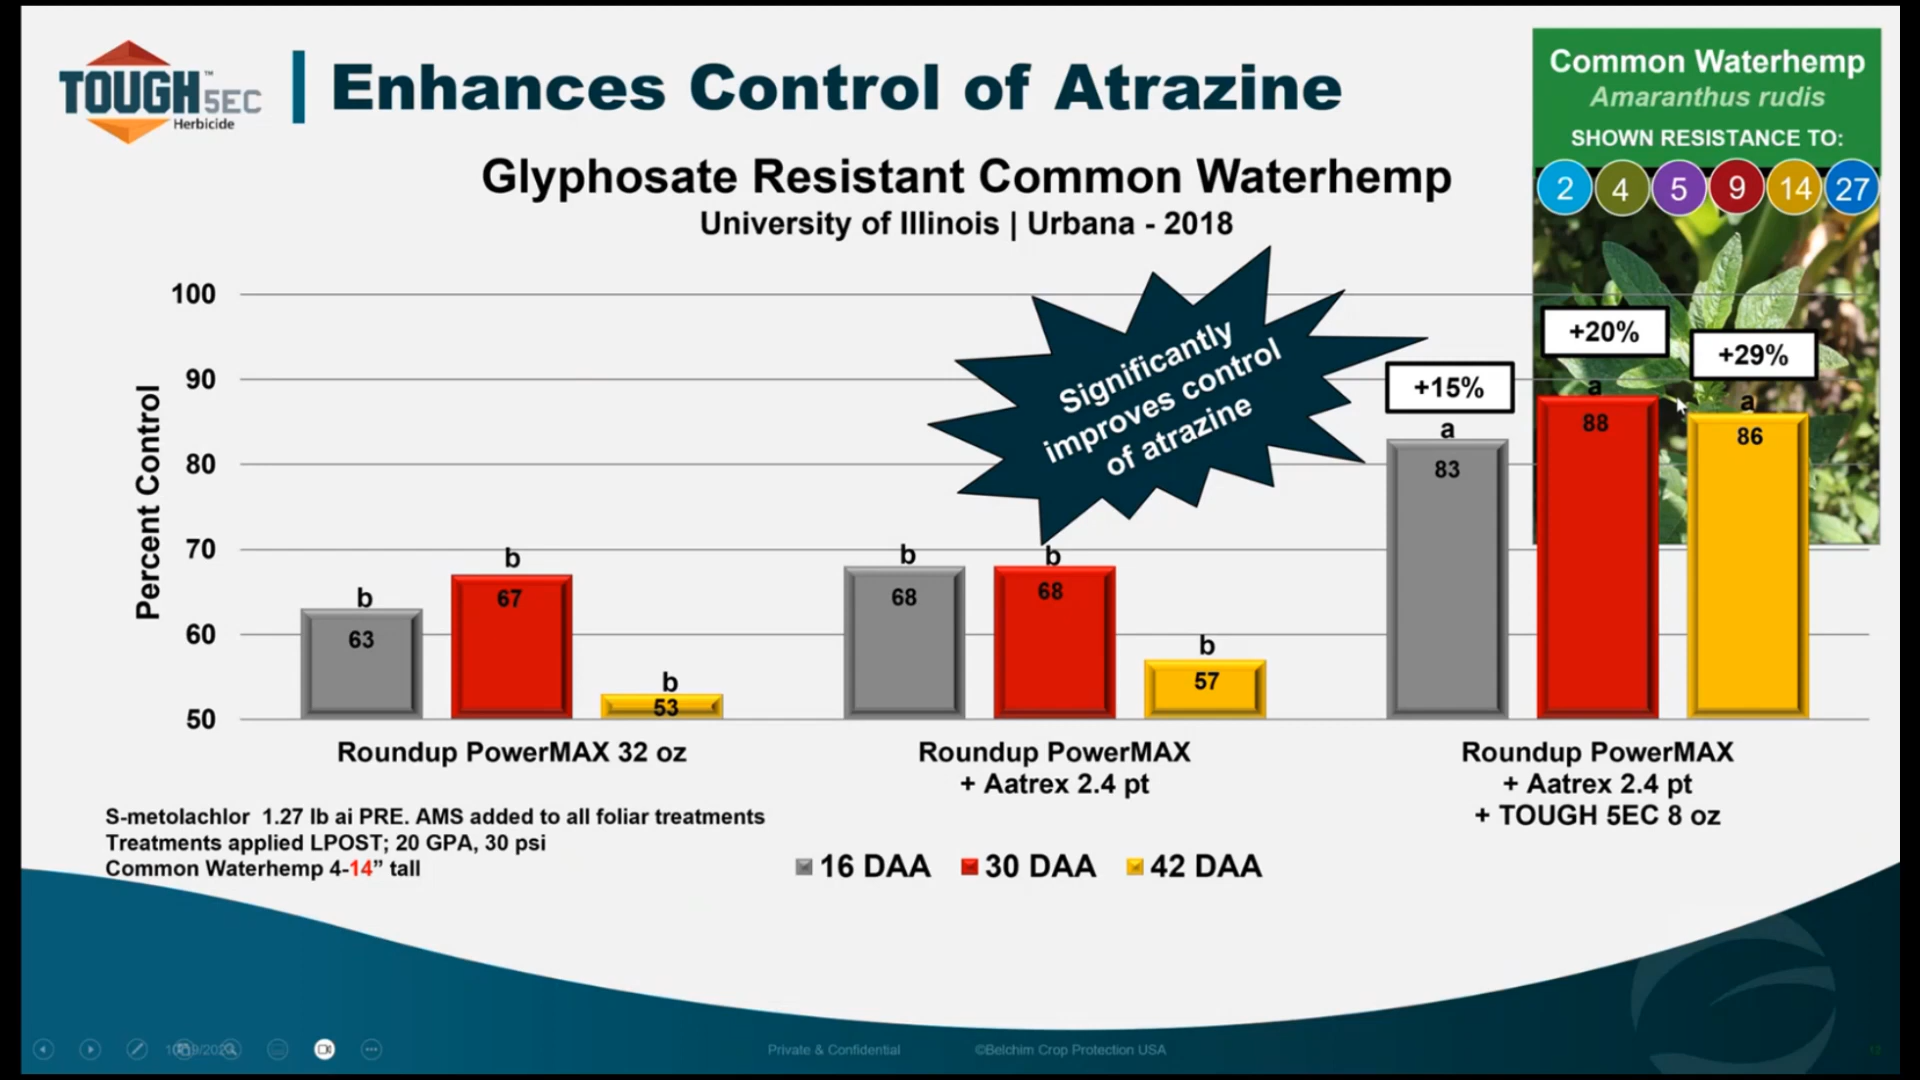 TOUGH™ 5EC
Herbicide
Enhances Control of Atrazine
Common Waterhemp
Amaranthus rudis
SHOWN RESISTANCE TO:
2 4 5 9 14 27
Glyphosate Resistant Common Waterhemp
University of Illinois | Urbana - 2018
Percent Control
100
90
80
70
60
50
Significantly
improves control
of atrazine
+15%
+20%
+29%
b
63
b
67
b
53
b
68
b
68
b
57
a
83
a
88
a
86
Roundup PowerMAX 32 oz
Roundup PowerMAX
+ Aatrex 2.4 pt
Roundup PowerMAX
+ Aatrex 2.4 pt
+ TOUGH 5EC 8 oz
S-metolachlor 1.27 lb ai PRE. AMS added to all foliar treatments
Treatments applied LPOST; 20 GPA, 30 psi
Common Waterhemp 4-14” tall
16 DAA 30 DAA 42 DAA
Private & Confidential ©Belchim Crop Protection USA